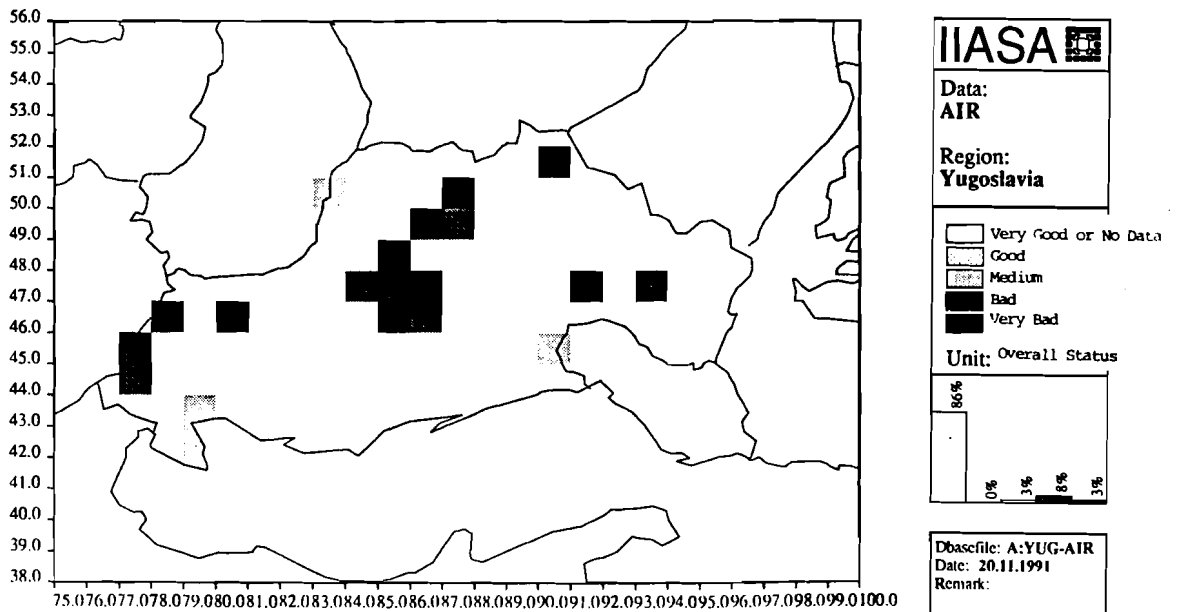 56.0
55.0
54.0
53.0
52.0
51.0
50.0
49.0
48.0
47.0
46.0
45.0
44.0
43.0
42.0
41.0
40.0
39.0
38.0
75.076.077.078.079.080.081.082.083.084.085.086.087.088.089.090.091.092.093.094.095.096.097.098.099.0100.0
IIASA
Data:
AIR
Region:
Yugoslavia
Very Good or No Data
Good
Medium
Bad
Very Bad
Unit: Overall Status
86%
0%
3%
8%
3%
Dbasefile: A:YUG-AIR
Date: 20.11.1991
Remark: